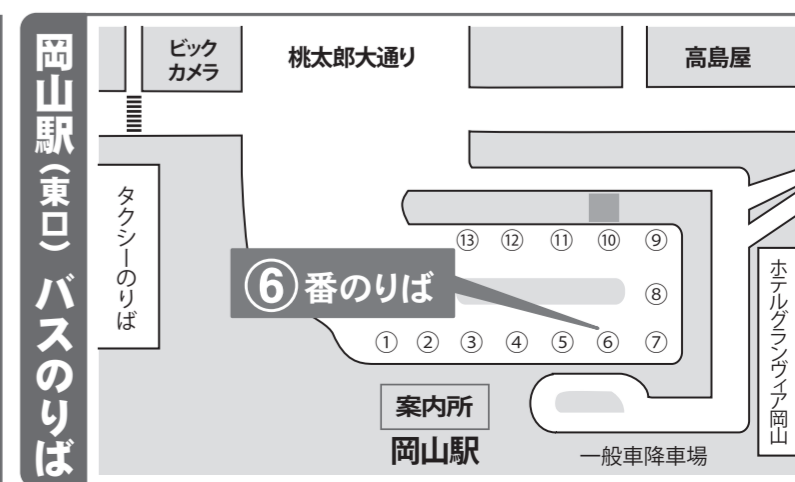 岡山駅（東口） バスのりば
ビック
カメラ
桃太郎大通り
高島屋
タクシーのりば
⑬ ⑫ ⑪ ⑩ ⑨
⑥番のりば
⑧
① ② ③ ④ ⑤ ⑥ ⑦
ホテルグランヴィア岡山
案内所
岡山駅
一般車降車場